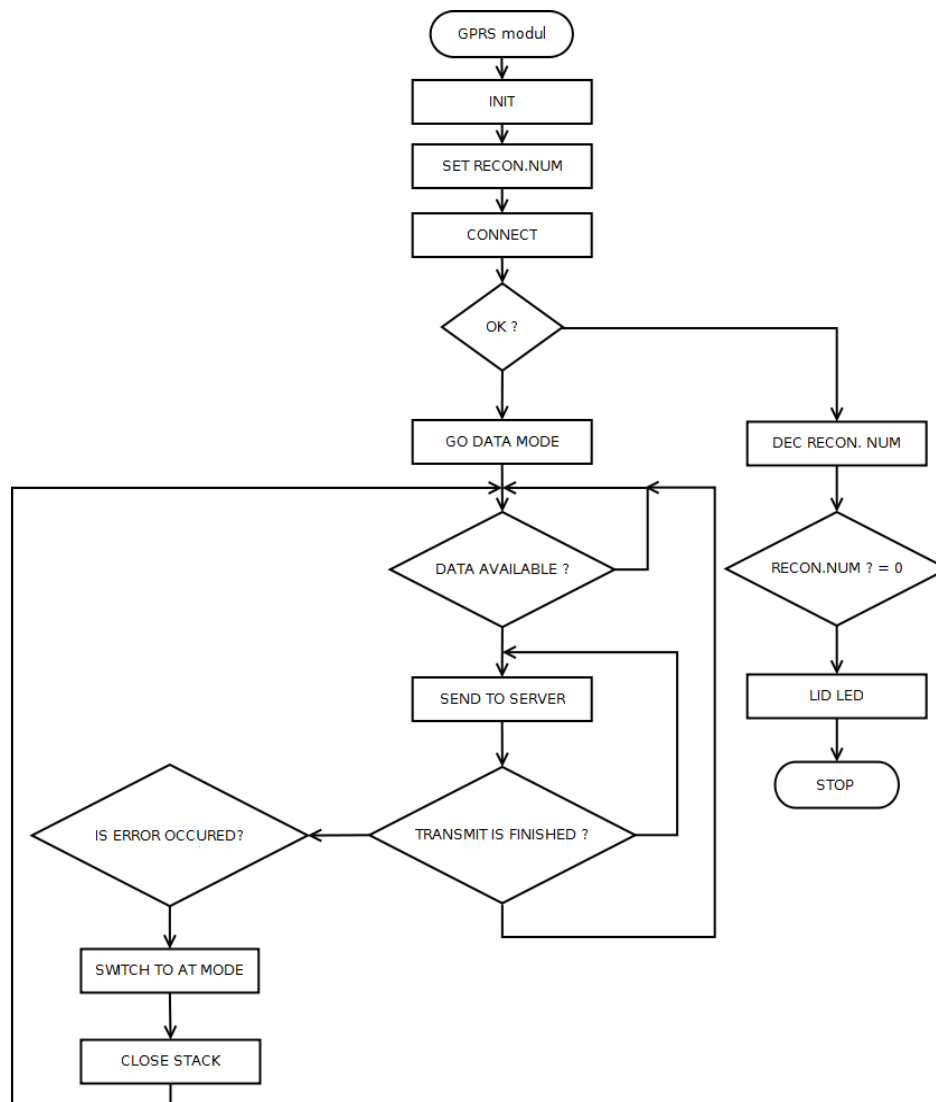 GPRS modul
INIT
SET RECON.NUM
CONNECT
OK ?
GO DATA MODE
DEC RECON. NUM
DATA AVAILABLE ?
RECON.NUM ? = 0
SEND TO SERVER
LID LED
STOP
IS ERROR OCCURED?
TRANSMIT IS FINISHED ?
SWITCH TO AT MODE
CLOSE STACK